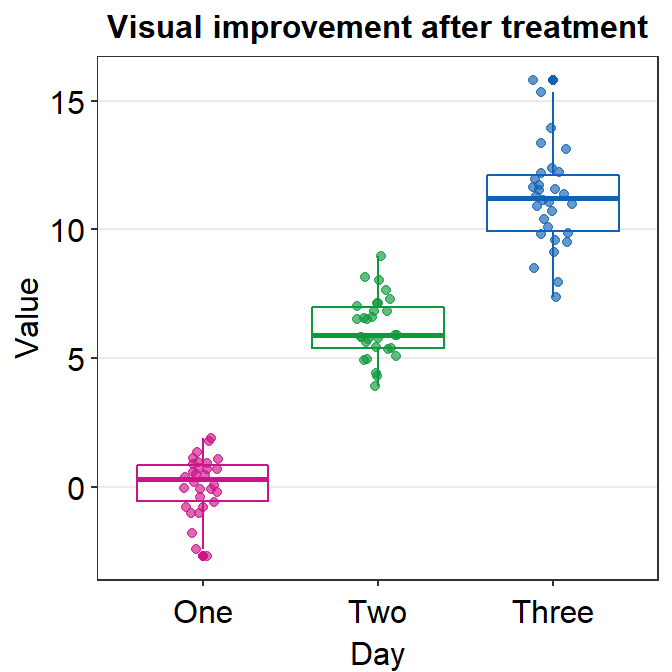 Visual improvement after treatment
Value
15
10
5
0
One Two Three
Day